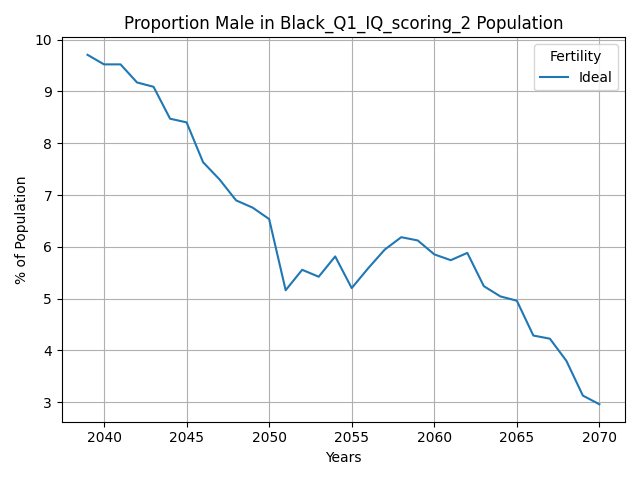 Proportion Male in Black_Q1_IQ_scoring_2 Population
10
9
8
7
6
5
4
3
% of Population
Fertility
Ideal
2040 2045 2050 2055 2060 2065 2070
Years